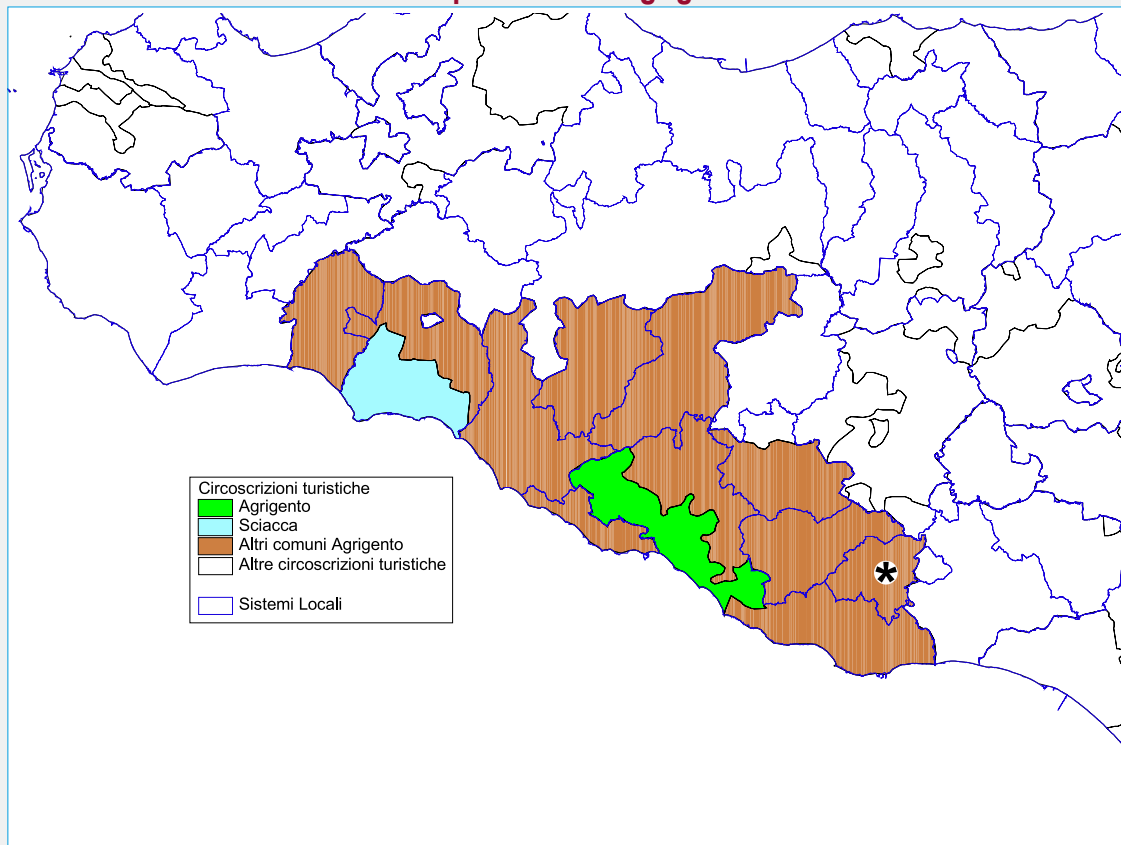 Circoscrizioni turistiche
Agrigento
Sciacca
Altri comuni Agrigento
Altre circoscrizioni turistiche
Sistemi Locali
*